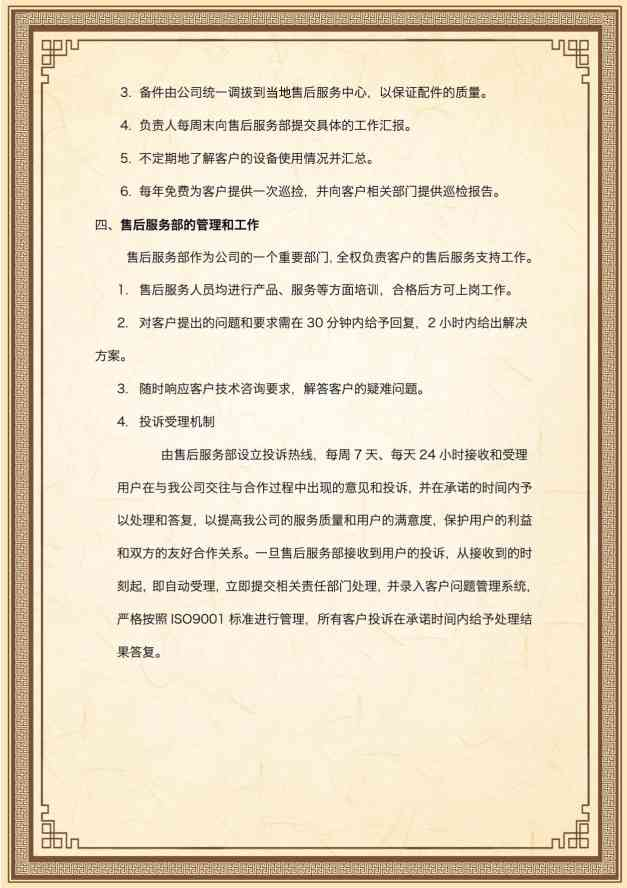 3. 备件由公司统一调拔到当地售后服务中心，以保证配件的质量。
4. 负责人每周末向售后服务部提交具体的工作汇报。
5. 不定期地了解客户的设备使用情况并汇总。
6. 每年免费为客户提供一次巡捡，并向客户相关部门提供巡检报告。
四、售后服务部的管理和工作
售后服务部作为公司的一个重要部门，全权负责客户的售后服务支持工作。
1. 售后服务人员均进行产品、服务等方面培训，合格后方可上岗工作。
2. 对客户提出的问题和要求需在 30 分钟内给予回复，2 小时内给出解决
方案。
3. 随时响应客户技术咨询要求，解答客户的疑难问题。
4. 投诉受理机制
由售后服务部设立投诉热线，每周 7 天、每天 24 小时接收和受理
用户在与我公司交往与合作过程中出现的意见和投诉，并在承诺的时间内予
以处理和答复，以提高我公司的服务质量和用户的满意度，保护用户的利益
和双方的友好合作关系。一旦售后服务部接收到用户的投诉，从接收到的时
刻起，即自动受理，立即提交相关责任部门处理，并录入客户问题管理系统，
严格按照 ISO9001 标准进行管理，所有客户投诉在承诺时间内给予处理结
果答复。